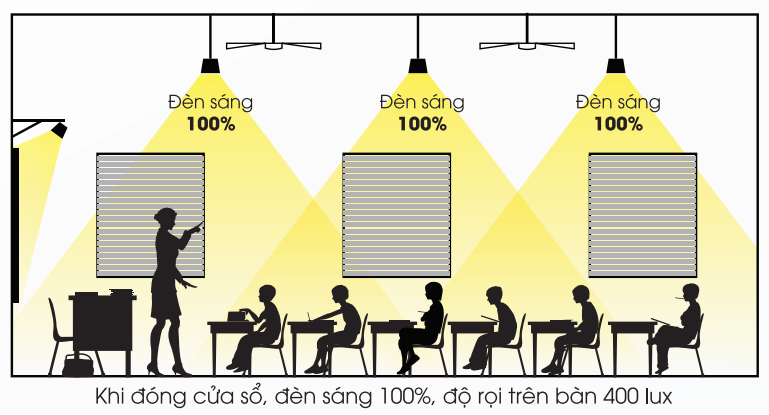 Đèn sáng
100%
Đèn sáng
100%
Đèn sáng
100%
Khi đóng cửa sổ, đèn sáng 100%, độ rọi trên bàn 400 lux